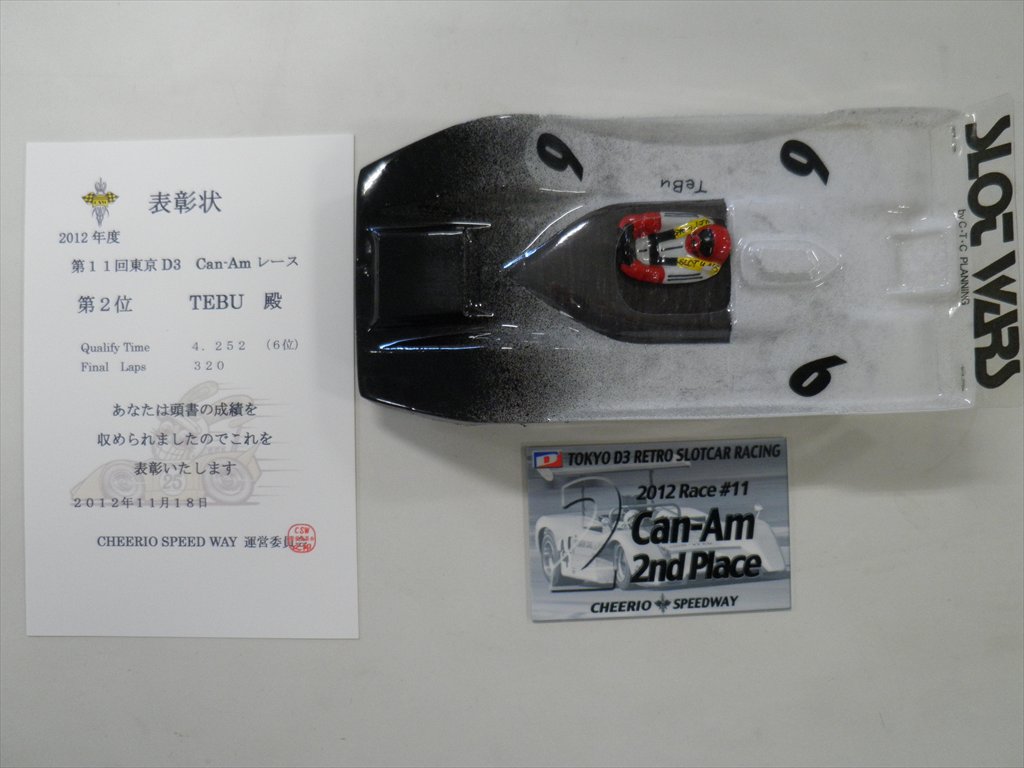 表彰状
2012年度
第11回東京D3 Can-Amレース
第2位 TEBU 殿
Qualify Time 4.252 (6位)
Final Laps 320
あなたは頭書の成績を
収められましたのでこれを
表彰いたします
25
2012年11月18日
CHEERIO SPEED WAY 運営委員
CSW
6
6
TeBu
6
SLOT WARS
by C-T-C PLANNING
TOKYO D3 RETRO SLOTCAR RACING
2012 Race #11
2
Can-Am
2nd Place
CHEERIO SPEEDWAY